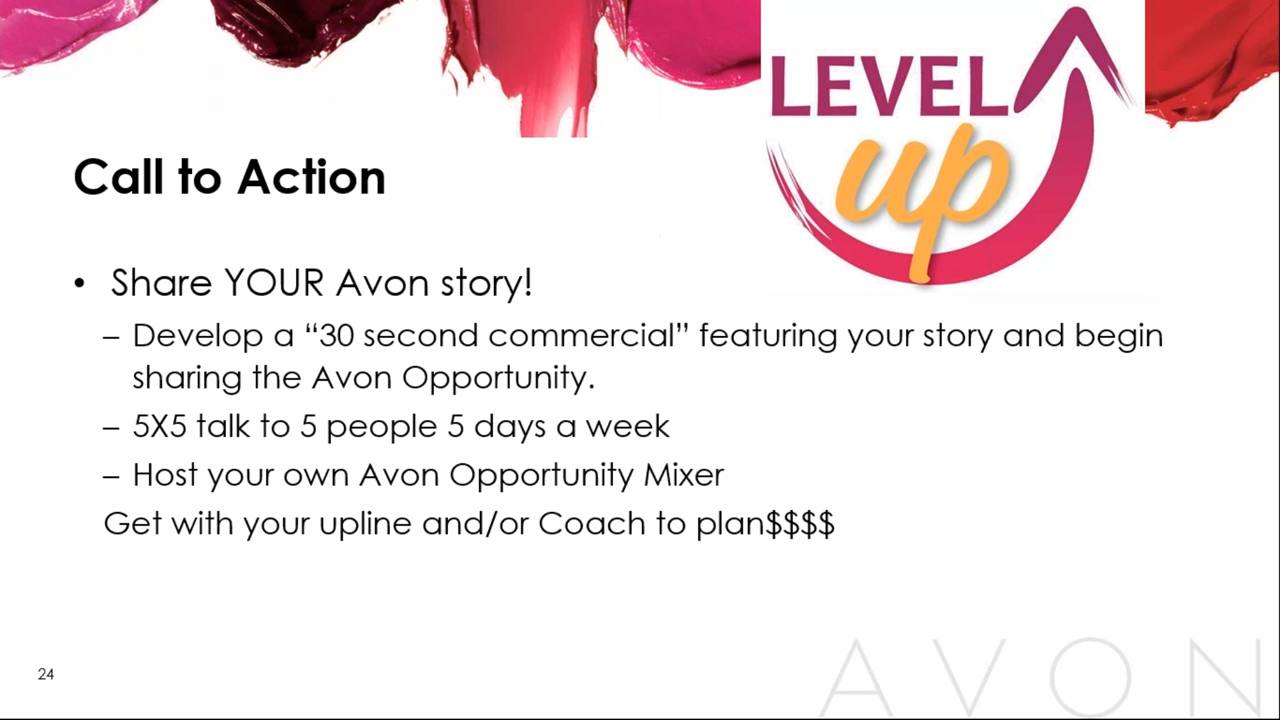 LEVEL
up
Call to Action
• Share YOUR Avon story!
– Develop a “30 second commercial” featuring your story and begin
sharing the Avon Opportunity.
– 5X5 talk to 5 people 5 days a week
– Host your own Avon Opportunity Mixer
Get with your upline and/or Coach to plan$$$$
24
AVON